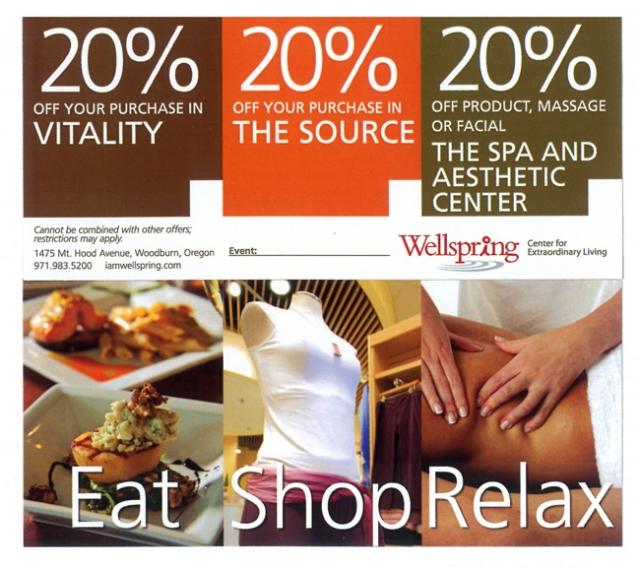 20%
OFF YOUR PURCHASE IN
VITALITY
20%
OFF YOUR PURCHASE IN
THE SOURCE
20%
OFF PRODUCT, MASSAGE
OR FACIAL
THE SPA AND
AESTHETIC
CENTER
Cannot be combined with other offers;
restrictions may apply.
1475 Mt. Hood Avenue, Woodburn, Oregon
971.983.5200 iamwellspring.com
Event:
Wellspring
Center for
Extraordinary Living
Eat Shop Relax